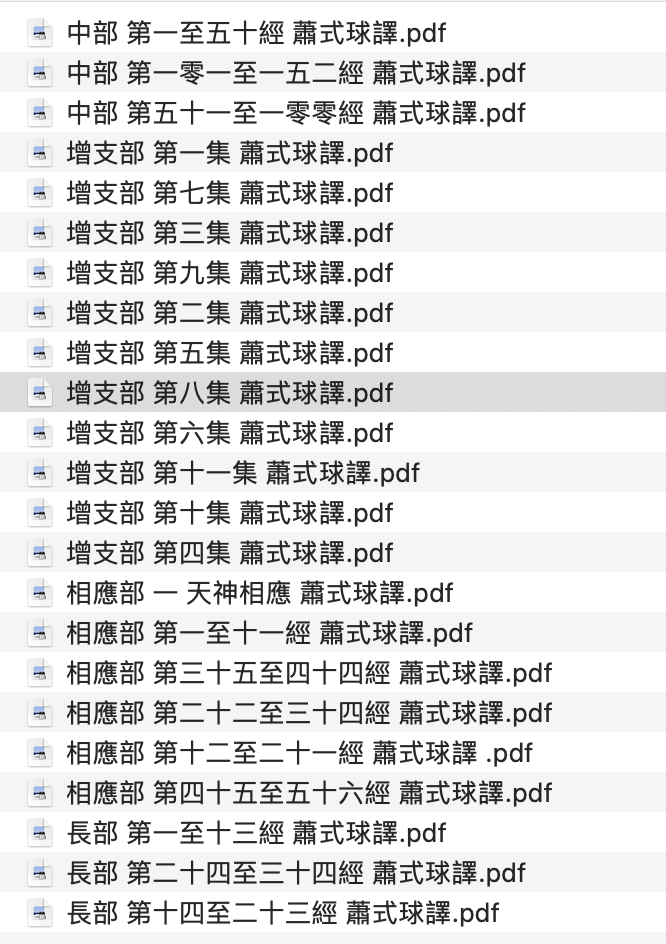 中部 第一至五十經 蕭式球譯.pdf
中部 第一零一至一五二經 蕭式球譯.pdf
中部 第五十一至一零零經 蕭式球譯.pdf
增支部 第一集 蕭式球譯.pdf
增支部 第七集 蕭式球譯.pdf
增支部 第三集 蕭式球譯.pdf
增支部 第九集 蕭式球譯.pdf
增支部 第二集 蕭式球譯.pdf
增支部 第五集 蕭式球譯.pdf
增支部 第八集 蕭式球譯.pdf
增支部 第六集 蕭式球譯.pdf
增支部 第十一集 蕭式球譯.pdf
增支部 第十集 蕭式球譯.pdf
增支部 第四集 蕭式球譯.pdf
相應部 一 天神相應 蕭式球譯.pdf
相應部 第一至十一經 蕭式球譯.pdf
相應部 第三十五至四十四經 蕭式球譯.pdf
相應部 第二十二至三十四經 蕭式球譯.pdf
相應部 第十二至二十一經 蕭式球譯 .pdf
相應部 第四十五至五十六經 蕭式球譯.pdf
長部 第一至十三經 蕭式球譯.pdf
長部 第二十四至三十四經 蕭式球譯.pdf
長部 第十四至二十三經 蕭式球譯.pdf